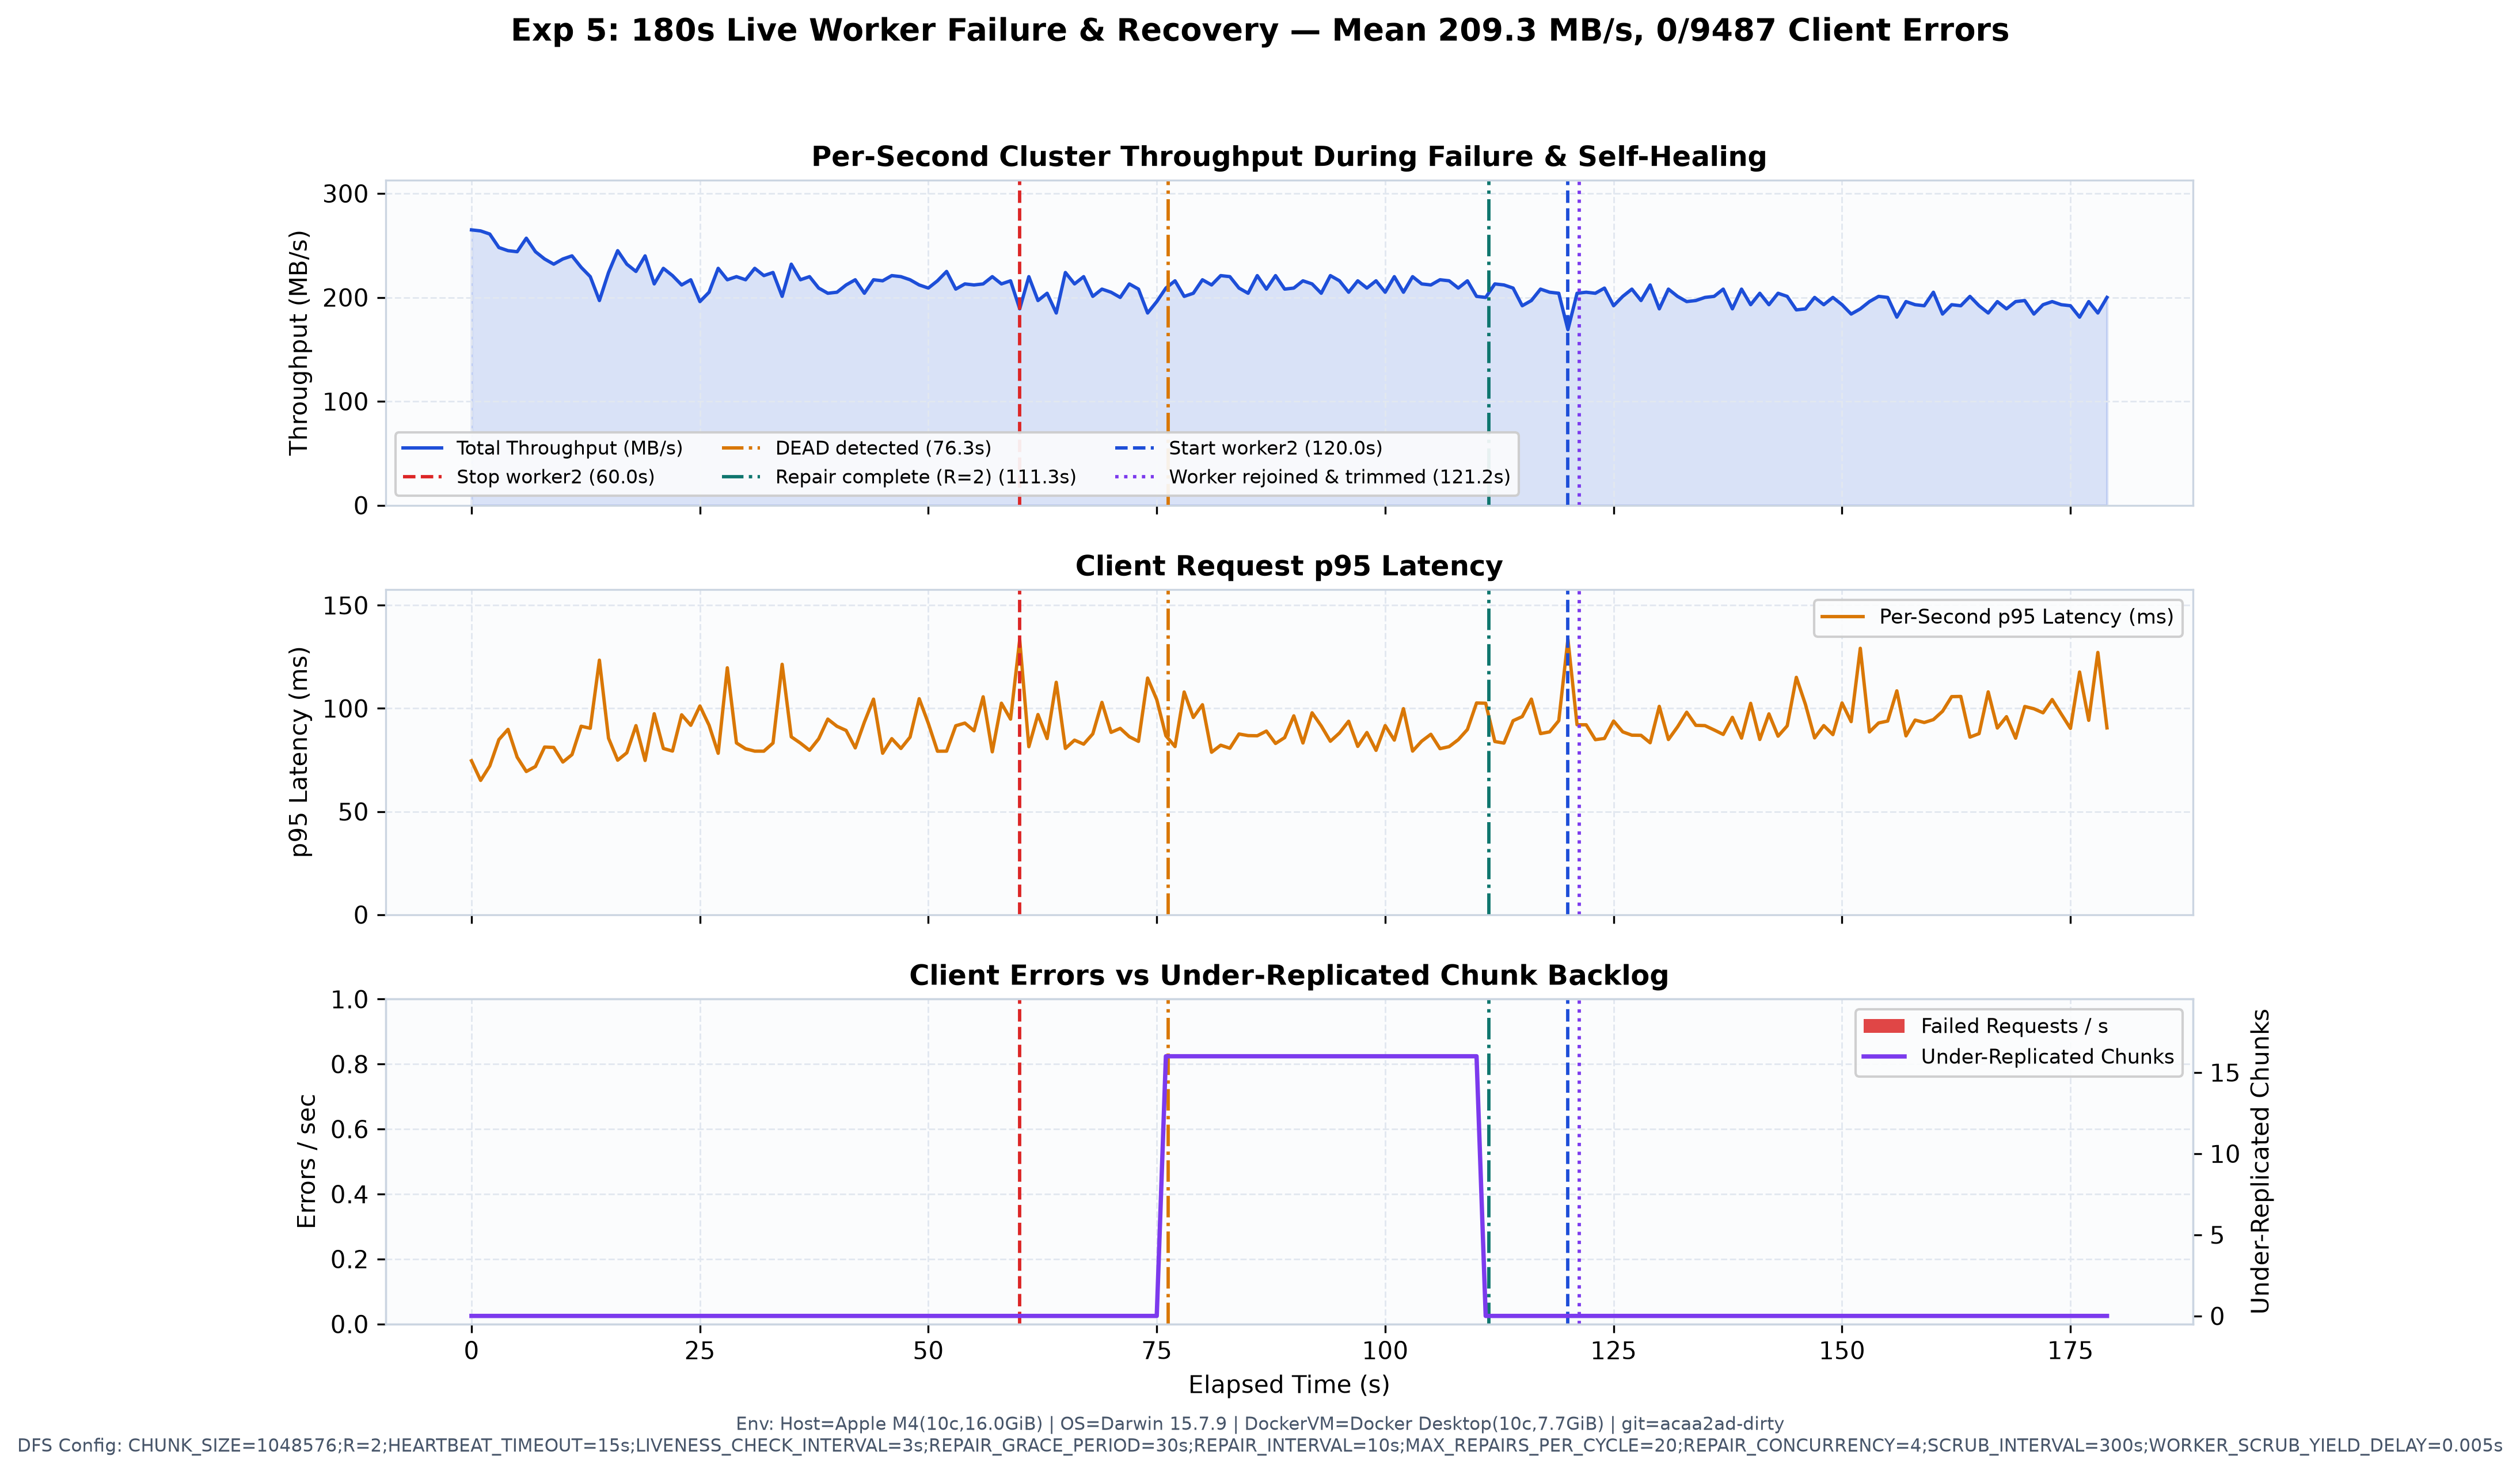 Exp 5: 180s Live Worker Failure & Recovery — Mean 209.3 MB/s, 0/9487 Client Errors
Per-Second Cluster Throughput During Failure & Self-Healing
Throughput (MB/s)
300
200
100
0
Total Throughput (MB/s)
Stop worker2 (60.0s)
DEAD detected (76.3s)
Repair complete (R=2) (111.3s)
Start worker2 (120.0s)
Worker rejoined & trimmed (121.2s)
Client Request p95 Latency
p95 Latency (ms)
150
100
50
0
Per-Second p95 Latency (ms)
Client Errors vs Under-Replicated Chunk Backlog
Errors / sec
1.0
0.8
0.6
0.4
0.2
0.0
Failed Requests / s
Under-Replicated Chunks
15
10
5
0
Under-Replicated Chunks
0 25 50 75 100 125 150 175
Elapsed Time (s)
Env: Host=Apple M4(10c,16.0GiB) | OS=Darwin 15.7.9 | DockerVM=Docker Desktop(10c,7.7GiB) | git=acaa2ad-dirty
DFS Config: CHUNK_SIZE=1048576;R=2;HEARTBEAT_TIMEOUT=15s;LIVENESS_CHECK_INTERVAL=3s;REPAIR_GRACE_PERIOD=30s;REPAIR_INTERVAL=10s;MAX_REPAIRS_PER_CYCLE=20;REPAIR_CONCURRENCY=4;SCRUB_INTERVAL=300s;WORKER_SCRUB_YIELD_DELAY=0.005s